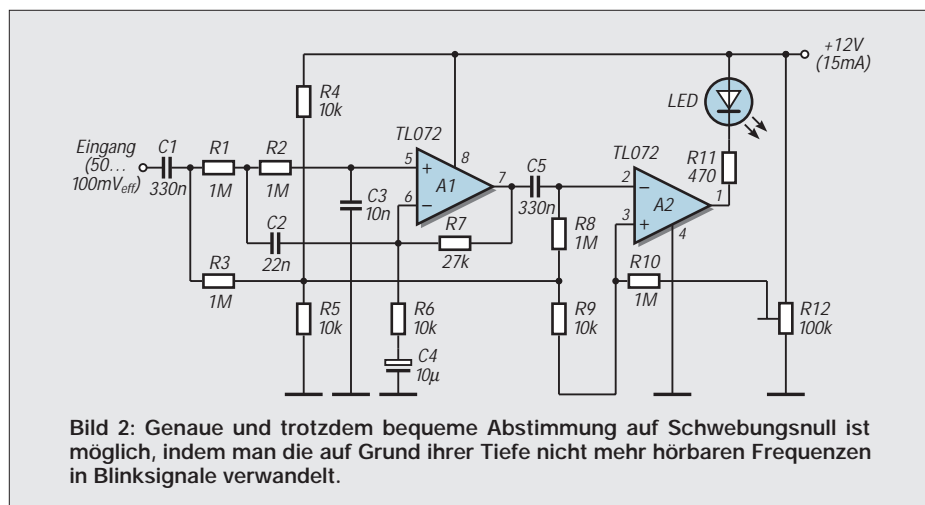 +12V
(15mA)
R4
10k
LED
TL072
Eingang
(50...
100mVeff)
C1
330n
R1
1M
R2
1M
5
+
8
A1
7
6
−
C5
330n
TL072
R11
470
2
−
A2
1
3
+
4
C3
10n
R7
27k
R8
1M
C2
22n
R3
1M
R10
1M
R5
10k
R6
10k
R9
10k
R12
100k
C4
10µ
Bild 2: Genaue und trotzdem bequeme Abstimmung auf Schwebungsnull ist
möglich, indem man die auf Grund ihrer Tiefe nicht mehr hörbaren Frequenzen
in Blinksignale verwandelt.